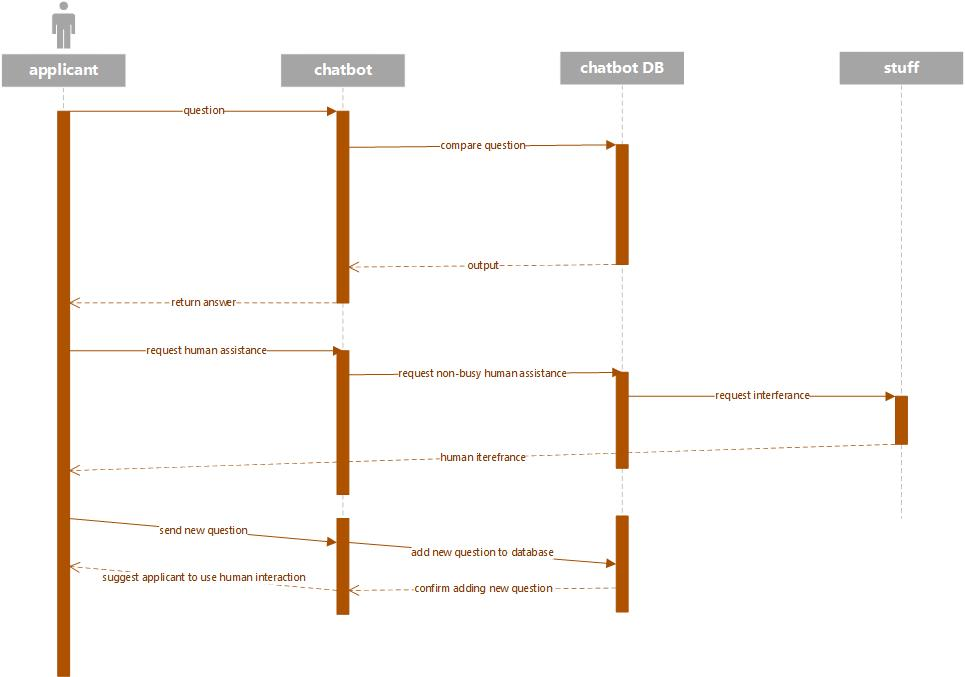 applicant
chatbot
chatbot DB
stuff
question
compare question
output
return answer
request human assistance
request non-busy human assistance
request interferance
human iterefrance
send new question
add new question to database
suggest applicant to use human interaction
confirm adding new question